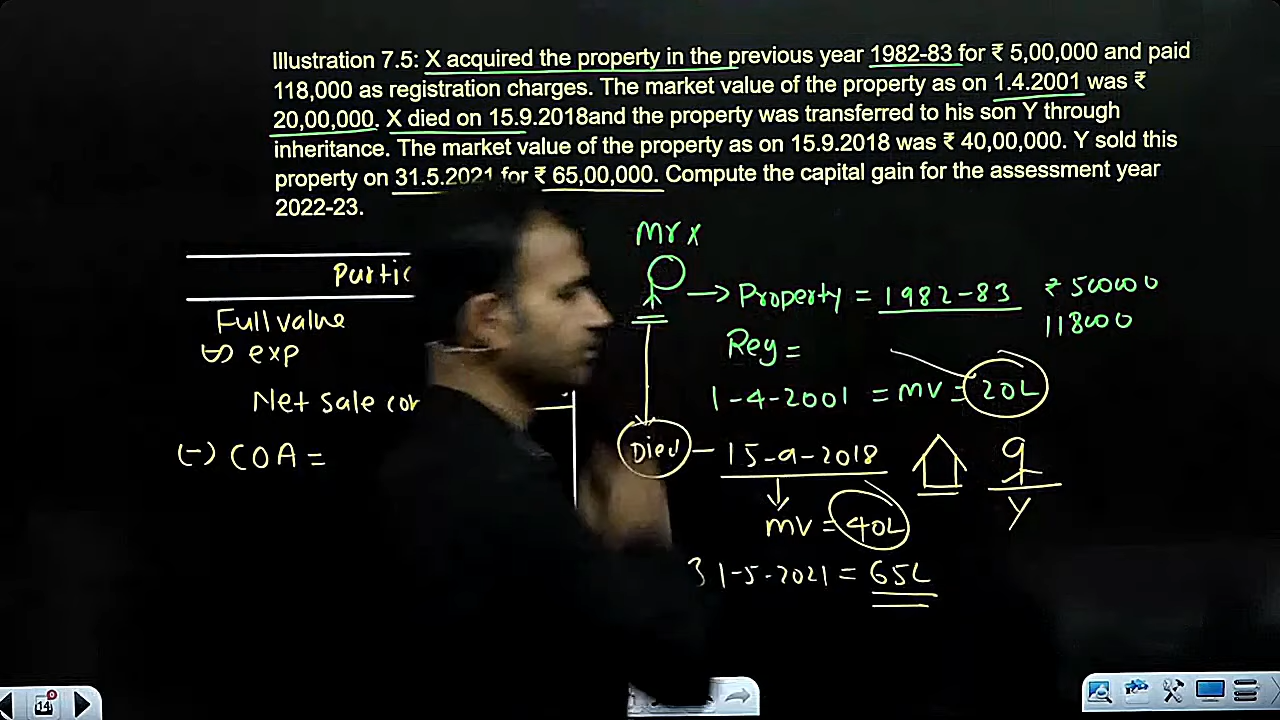 Illustration 7.5: X acquired the property in the previous year 1982-83 for ₹ 5,00,000 and paid
118,000 as registration charges. The market value of the property as on 1.4.2001 was ₹
20,00,000. X died on 15.9.2018and the property was transferred to his son Y through
inheritance. The market value of the property as on 15.9.2018 was ₹ 40,00,000. Y sold this
property on 31.5.2021 for ₹ 65,00,000. Compute the capital gain for the assessment year
2022-23.
Mr X
Partic
Property = 1982-83 ₹ 500000
118000
Full value
exp
Reg =
Net sale con
1-4-2001 = MV = 20L
(-) COA =
Died - 15-9-2018
Y
MV = 40L
31-5-2021 = 65L
14